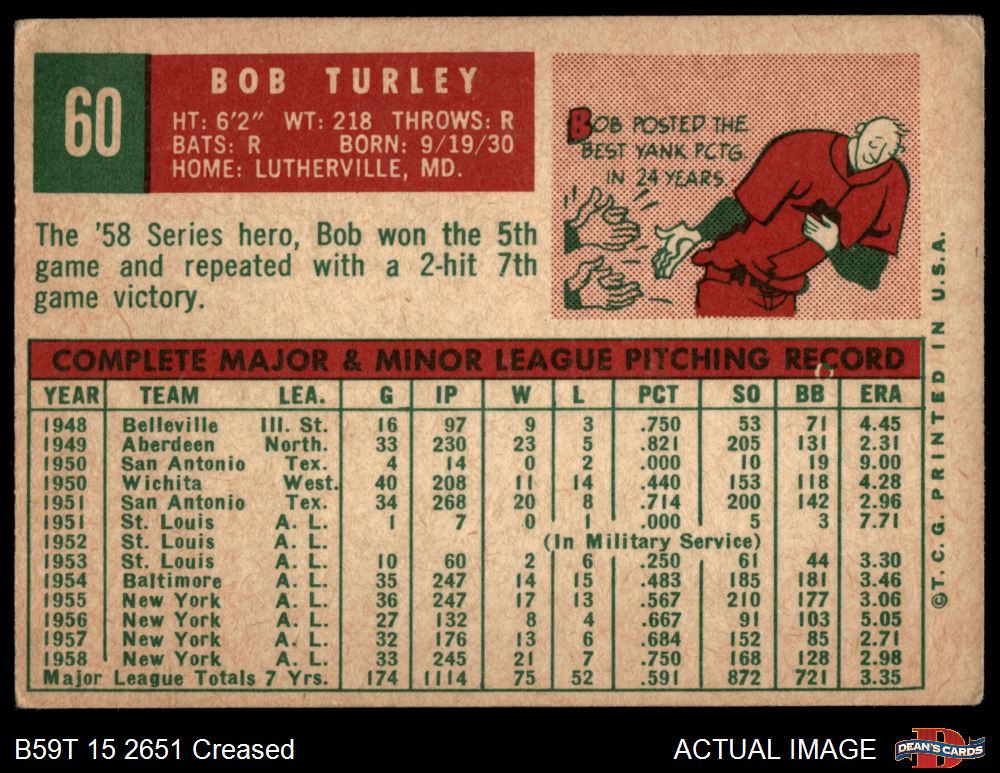 60
BOB TURLEY
HT: 6'2" WT: 218 THROWS: R
BATS: R BORN: 9/19/30
HOME: LUTHERVILLE, MD.
BOB POSTED THE
BEST YANK PCTG.
IN 24 YEARS
The '58 Series hero, Bob won the 5th
game and repeated with a 2-hit 7th
game victory.
COMPLETE MAJOR & MINOR LEAGUE PITCHING RECORD
YEAR TEAM LEA. G IP W L PCT SO BB ERA
1948 Belleville Ill. St. 16 97 9 3 .750 53 71 4.45
1949 Aberdeen North. 33 230 23 5 .821 205 131 2.31
1950 San Antonio Tex. 4 14 0 2 .000 10 19 9.00
1950 Wichita West. 40 208 11 14 .440 153 118 4.28
1951 San Antonio Tex. 34 268 20 8 .714 200 142 2.96
1951 St. Louis A. L. 1 7 0 1 .000 5 3 7.71
1952 St. Louis A. L. (In Military Service)
1953 St. Louis A. L. 10 60 2 6 .250 61 44 3.30
1954 Baltimore A. L. 35 247 14 15 .483 185 181 3.46
1955 New York A. L. 36 247 17 13 .567 210 177 3.06
1956 New York A. L. 27 132 8 4 .667 91 103 5.05
1957 New York A. L. 32 176 13 6 .684 152 85 2.71
1958 New York A. L. 33 245 21 7 .750 168 128 2.98
Major League Totals 7 Yrs. 174 1114 75 52 .591 872 721 3.35
©T.C.G. PRINTED IN U.S.A.
B59T 15 2651 Creased
ACTUAL IMAGE
D
DEAN'S CARDS